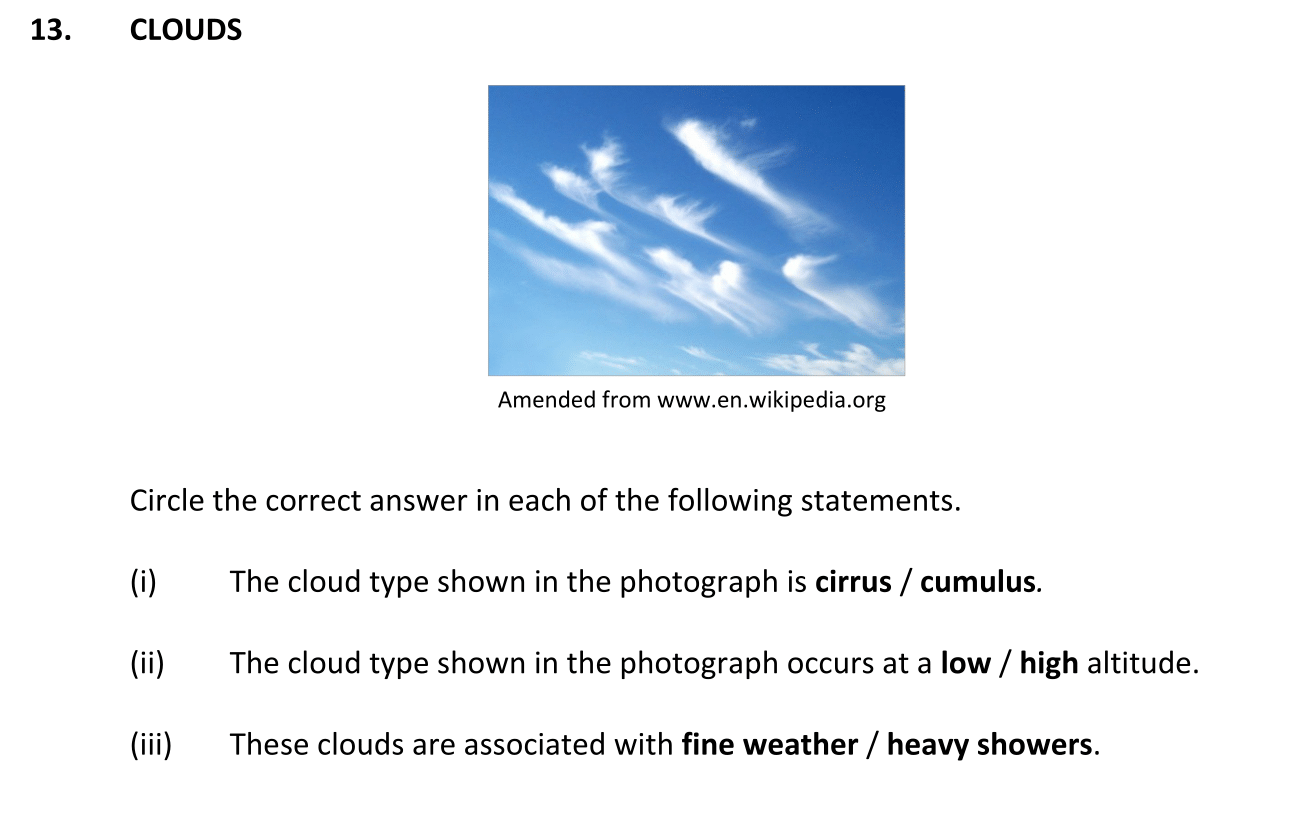 13. CLOUDS
Amended from www.en.wikipedia.org
Circle the correct answer in each of the following statements.
(i) The cloud type shown in the photograph is cirrus / cumulus.
(ii) The cloud type shown in the photograph occurs at a low / high altitude.
(iii) These clouds are associated with fine weather / heavy showers.